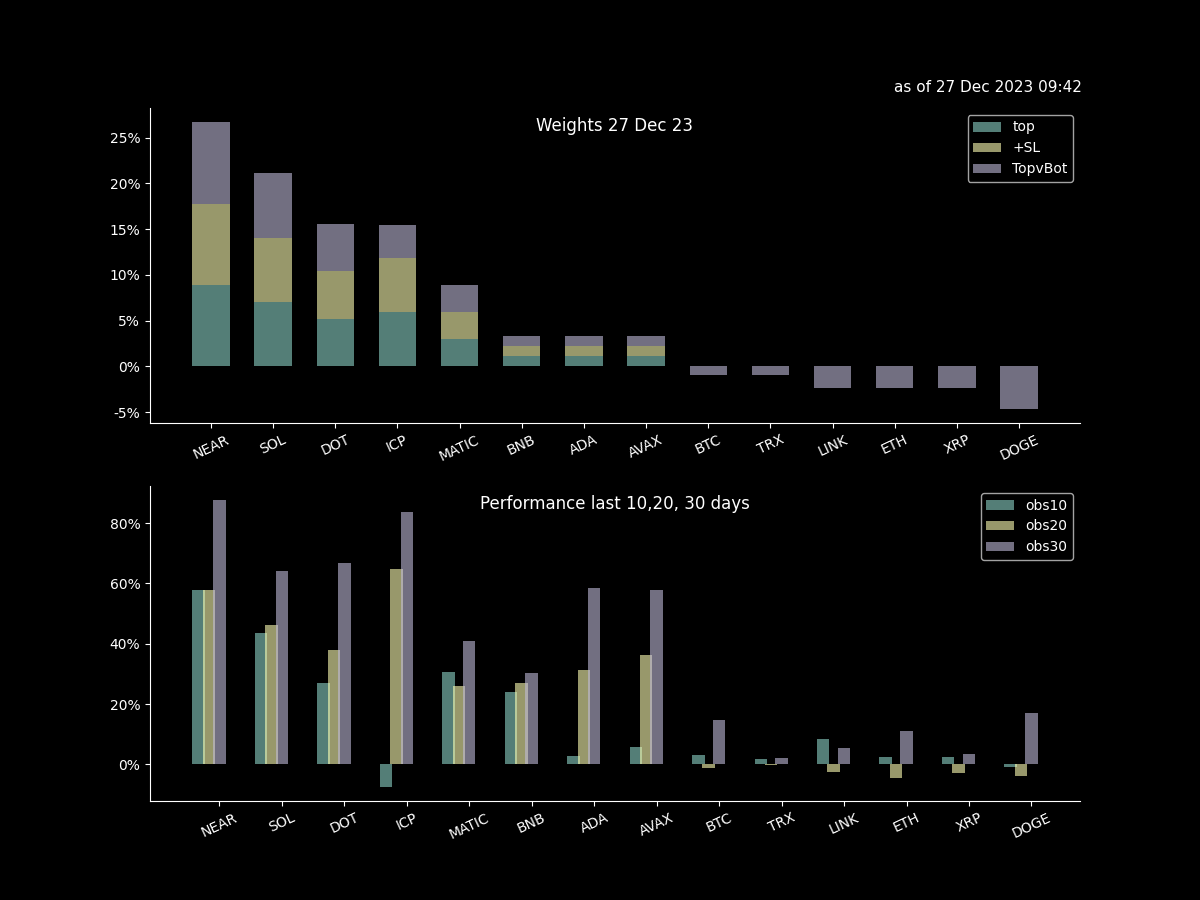 as of 27 Dec 2023 09:42
Weights 27 Dec 23
top
+SL
TopvBot
25%
20%
15%
10%
5%
0%
-5%
NEAR SOL DOT ICP MATIC BNB ADA AVAX BTC TRX LINK ETH XRP DOGE
Performance last 10,20, 30 days
obs10
obs20
obs30
80%
60%
40%
20%
0%
NEAR SOL DOT ICP MATIC BNB ADA AVAX BTC TRX LINK ETH XRP DOGE